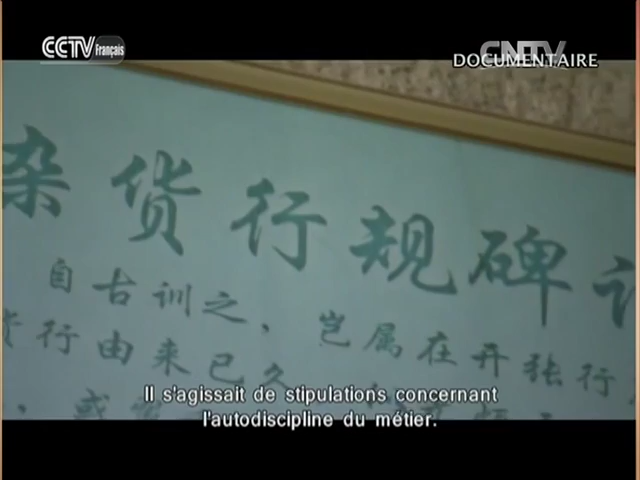 CCTV Français
CNTV
DOCUMENTAIRE
杂货行规碑
自古训之，岂属在开张行
货行由来已久
，或
Il s'agissait de stipulations concernant
l'autodiscipline du métier.